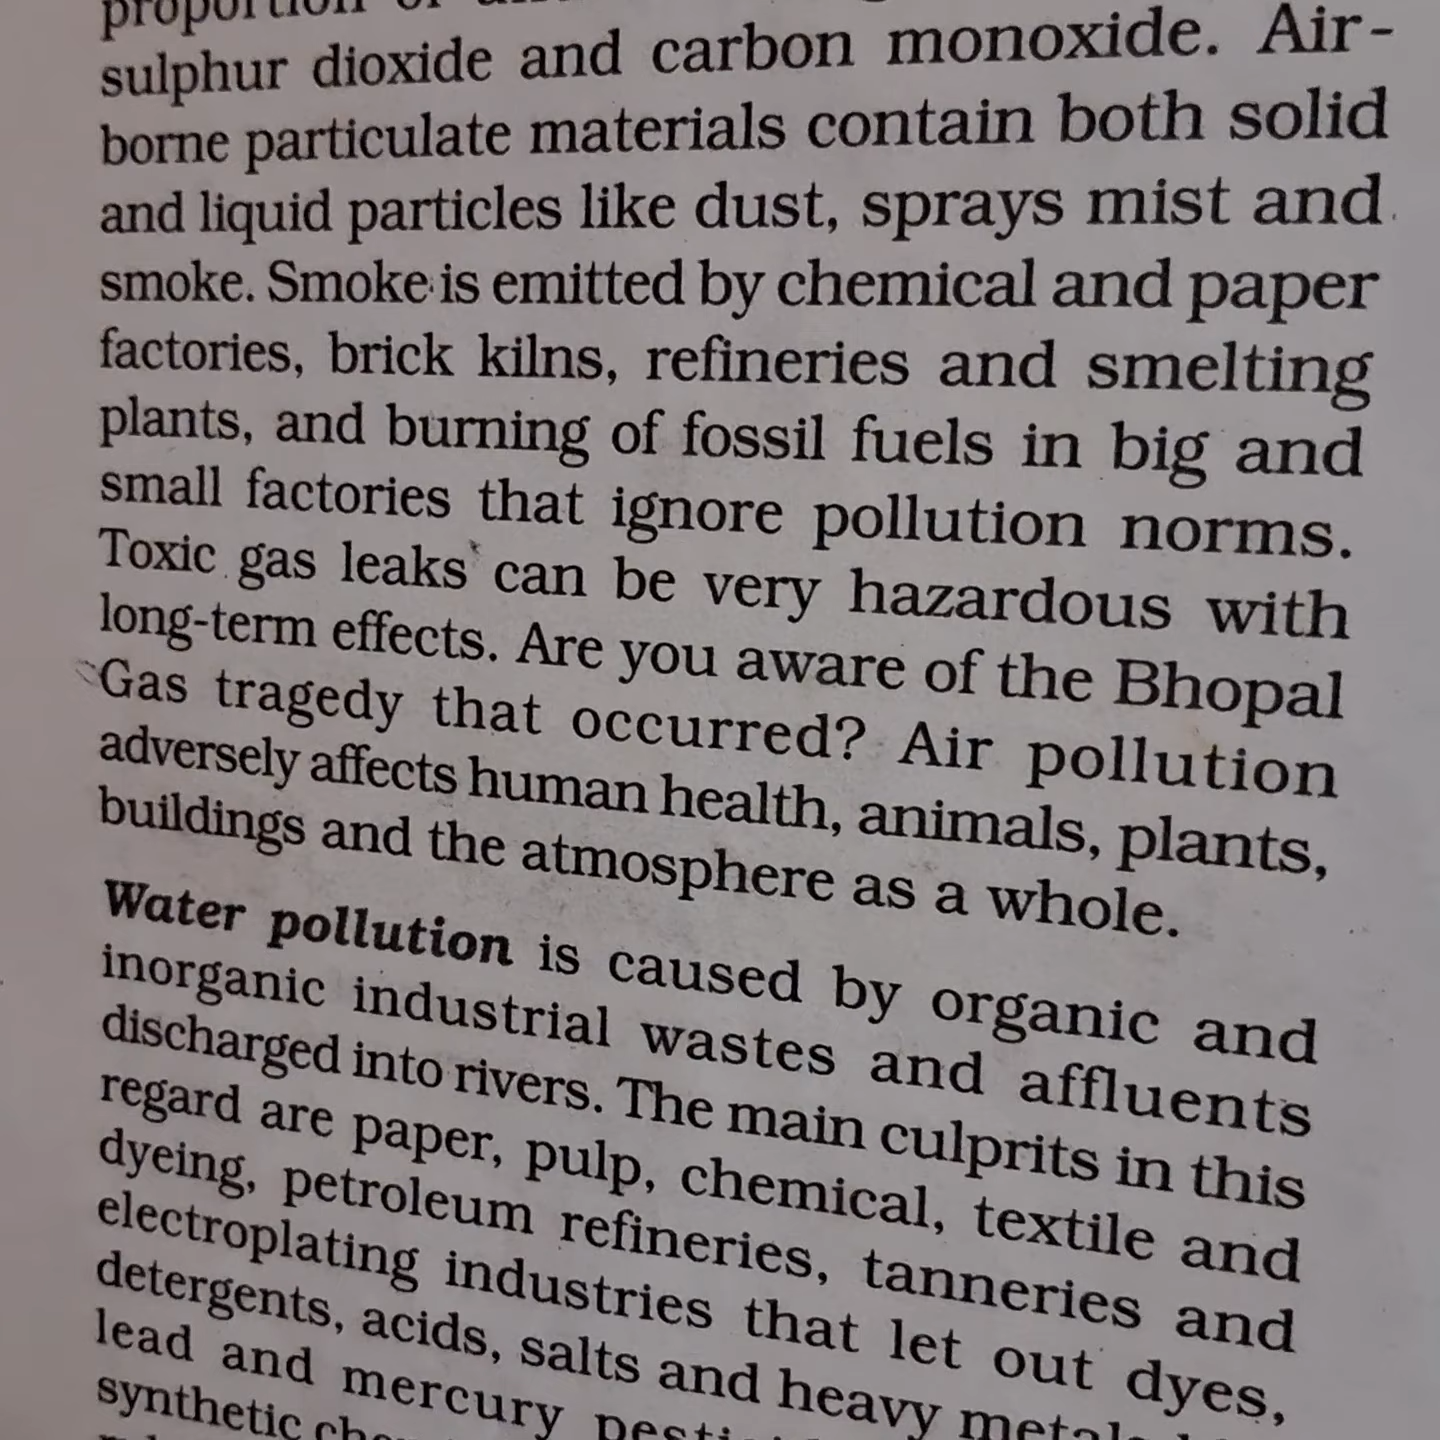 proportion of
sulphur dioxide and carbon monoxide. Air-
borne particulate materials contain both solid
and liquid particles like dust, sprays mist and
smoke. Smoke is emitted by chemical and paper
factories, brick kilns, refineries and smelting
plants, and burning of fossil fuels in big and
small factories that ignore pollution norms.
Toxic gas leaks can be very hazardous with
long-term effects. Are you aware of the Bhopal
Gas tragedy that occurred? Air pollution
adversely affects human health, animals, plants,
buildings and the atmosphere as a whole.
Water pollution is caused by organic and
inorganic industrial wastes and affluents
discharged into rivers. The main culprits in this
regard are paper, pulp, chemical, textile and
dyeing, petroleum refineries, tanneries and
electroplating industries that let out dyes,
detergents, acids, salts and heavy metals
lead and mercury
synthetic